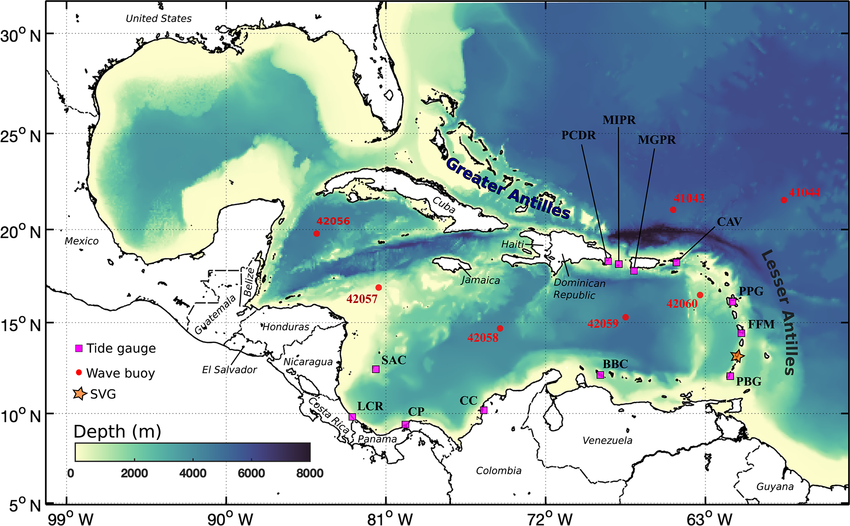 United States
30° N
25° N
20° N
15° N
10° N
5° N
MIPR
PCDR
MGPR
Greater Antilles
41043
41044
Cuba
42056
CAV
Mexico
Haiti
Lesser Antilles
Belize
Jamaica
Dominican
Republic
42057
PPG
42060
Guatemala
42059
FFM
Honduras
42058
Tide gauge
Wave buoy
SVG
El Salvador
Nicaragua
SAC
BBC
PBG
Costa Rica
LCR
CP
CC
Panama
Venezuela
Colombia
Guyana
Depth (m)
0
2000
4000
6000
8000
99° W
90° W
81° W
72° W
63° W